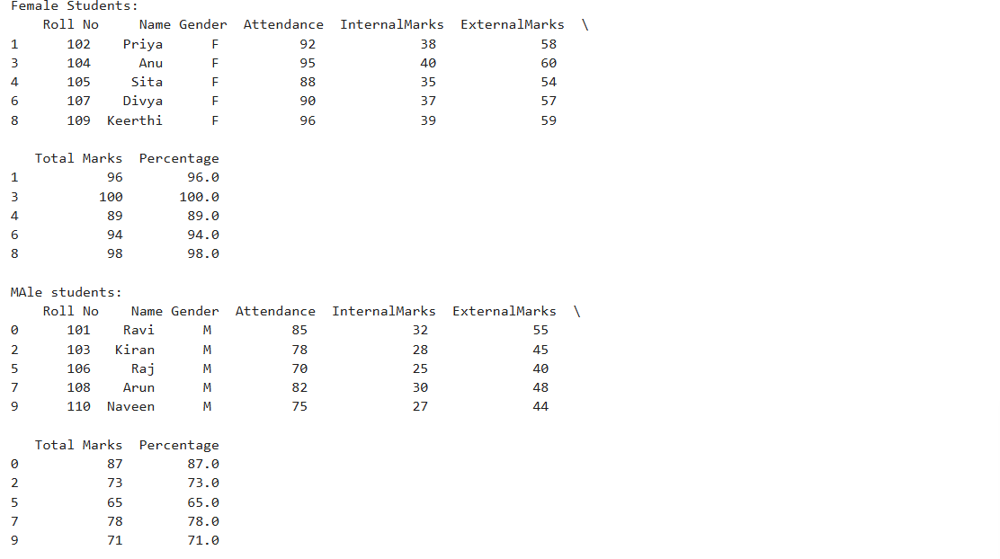 Female Students:
    Roll No     Name Gender  Attendance  InternalMarks  ExternalMarks  \
1      102    Priya      F          92             38             58
3      104      Anu      F          95             40             60
4      105     Sita      F          88             35             54
6      107    Divya      F          90             37             57
8      109  Keerthi      F          96             39             59

   Total Marks  Percentage
1           96        96.0
3          100       100.0
4           89        89.0
6           94        94.0
8           98        98.0

MAle students:
    Roll No    Name Gender  Attendance  InternalMarks  ExternalMarks  \
0      101    Ravi      M          85             32             55
2      103   Kiran      M          78             28             45
5      106     Raj      M          70             25             40
7      108    Arun      M          82             30             48
9      110  Naveen      M          75             27             44

   Total Marks  Percentage
0           87        87.0
2           73        73.0
5           65        65.0
7           78        78.0
9           71        71.0